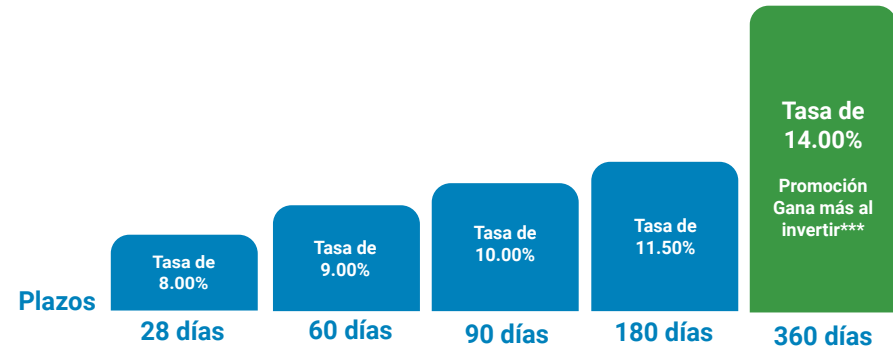 Tasa de
14.00%
Promoción
Gana más al
invertir***
Tasa de
11.50%
Tasa de
10.00%
Tasa de
9.00%
Tasa de
8.00%
Plazos
28 días
60 días
90 días
180 días
360 días